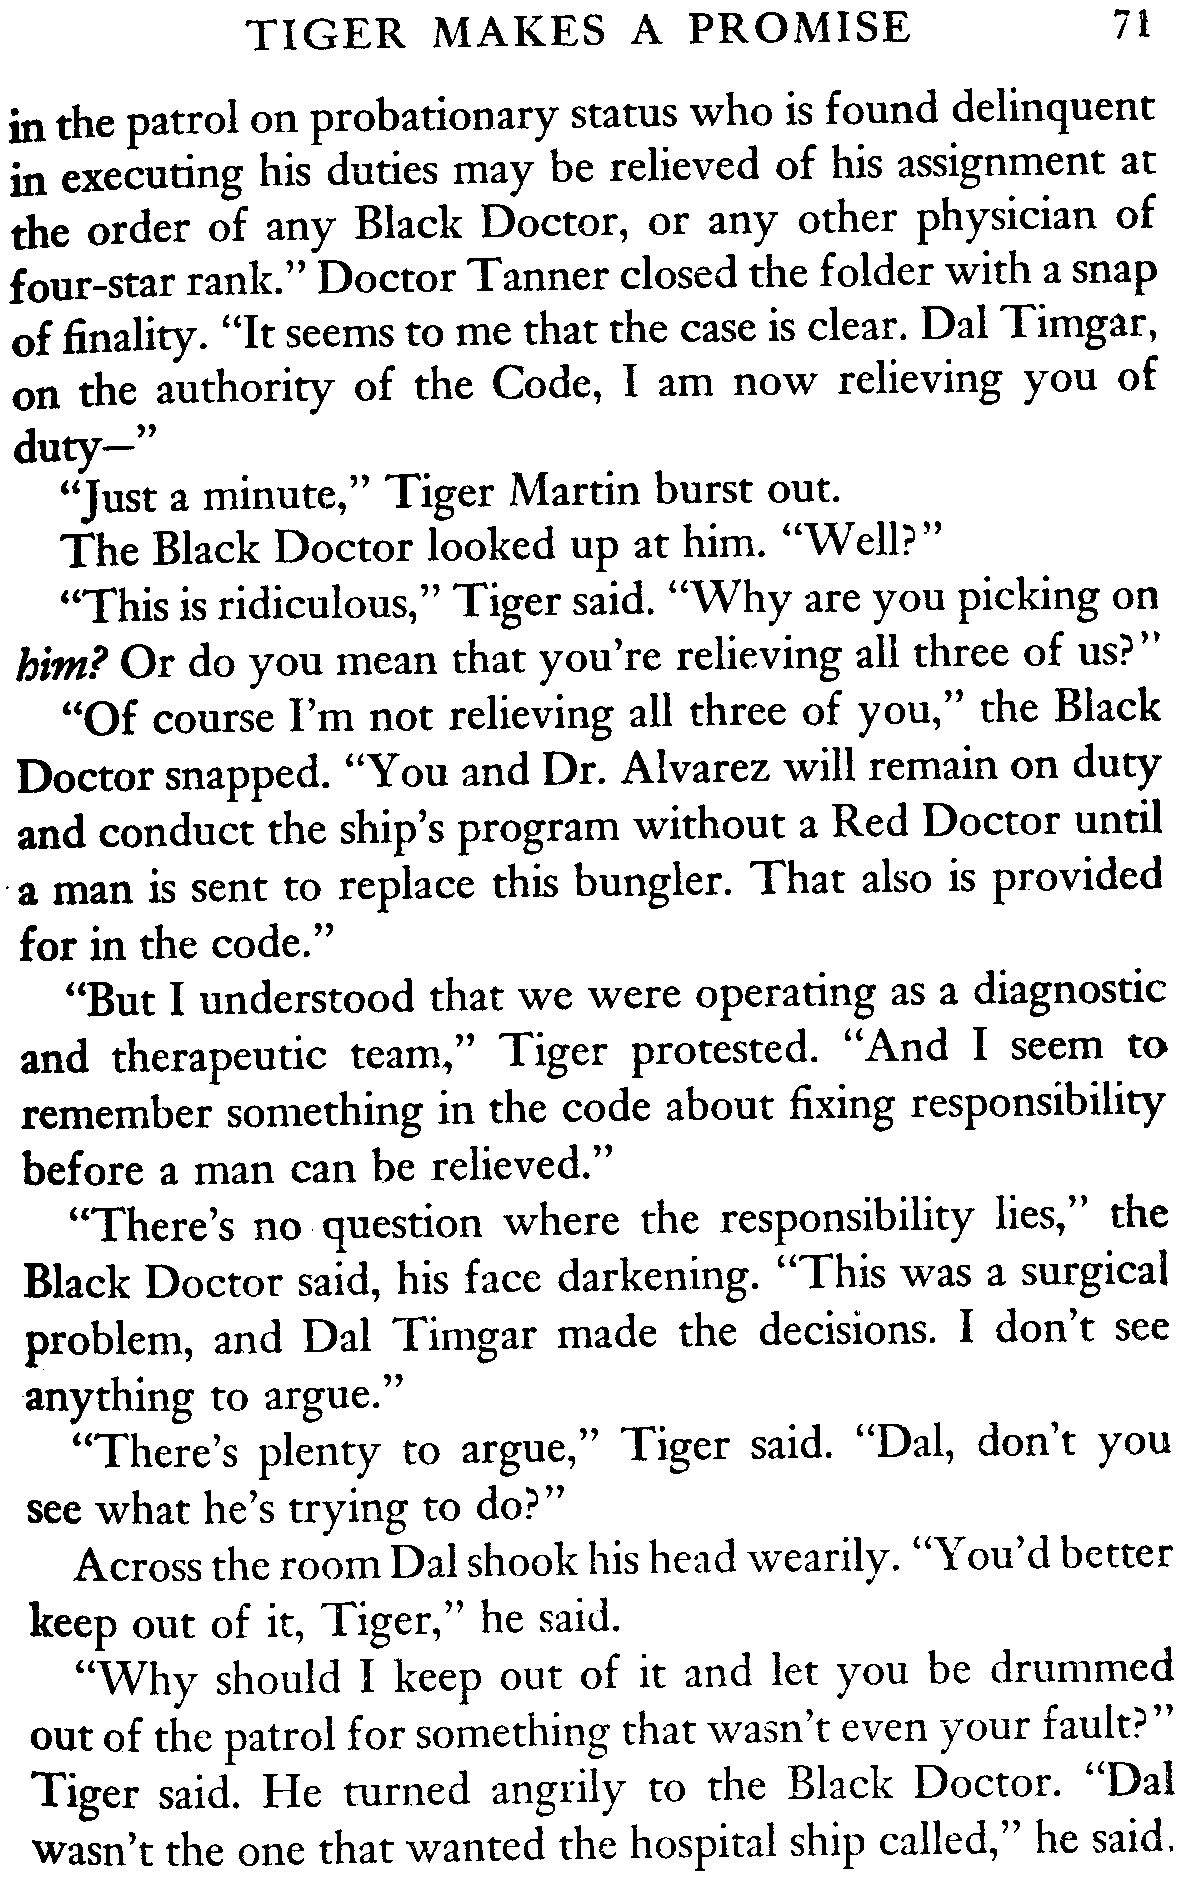 TIGER MAKES A PROMISE 71
in the patrol on probationary status who is found delinquent
in executing his duties may be relieved of his assignment at
the order of any Black Doctor, or any other physician of
four-star rank.” Doctor Tanner closed the folder with a snap
of finality. “It seems to me that the case is clear. Dal Timgar,
on the authority of the Code, I am now relieving you of
duty—”
“Just a minute,” Tiger Martin burst out.
The Black Doctor looked up at him. “Well?”
“This is ridiculous,” Tiger said. “Why are you picking on
him? Or do you mean that you’re relieving all three of us?”
“Of course I’m not relieving all three of you,” the Black
Doctor snapped. “You and Dr. Alvarez will remain on duty
and conduct the ship’s program without a Red Doctor until
a man is sent to replace this bungler. That also is provided
for in the code.”
“But I understood that we were operating as a diagnostic
and therapeutic team,” Tiger protested. “And I seem to
remember something in the code about fixing responsibility
before a man can be relieved.”
“There’s no question where the responsibility lies,” the
Black Doctor said, his face darkening. “This was a surgical
problem, and Dal Timgar made the decisions. I don’t see
anything to argue.”
“There’s plenty to argue,” Tiger said. “Dal, don’t you
see what he’s trying to do?”
Across the room Dal shook his head wearily. “You’d better
keep out of it, Tiger,” he said.
“Why should I keep out of it and let you be drummed
out of the patrol for something that wasn’t even your fault?”
Tiger said. He turned angrily to the Black Doctor. “Dal
wasn’t the one that wanted the hospital ship called,” he said.